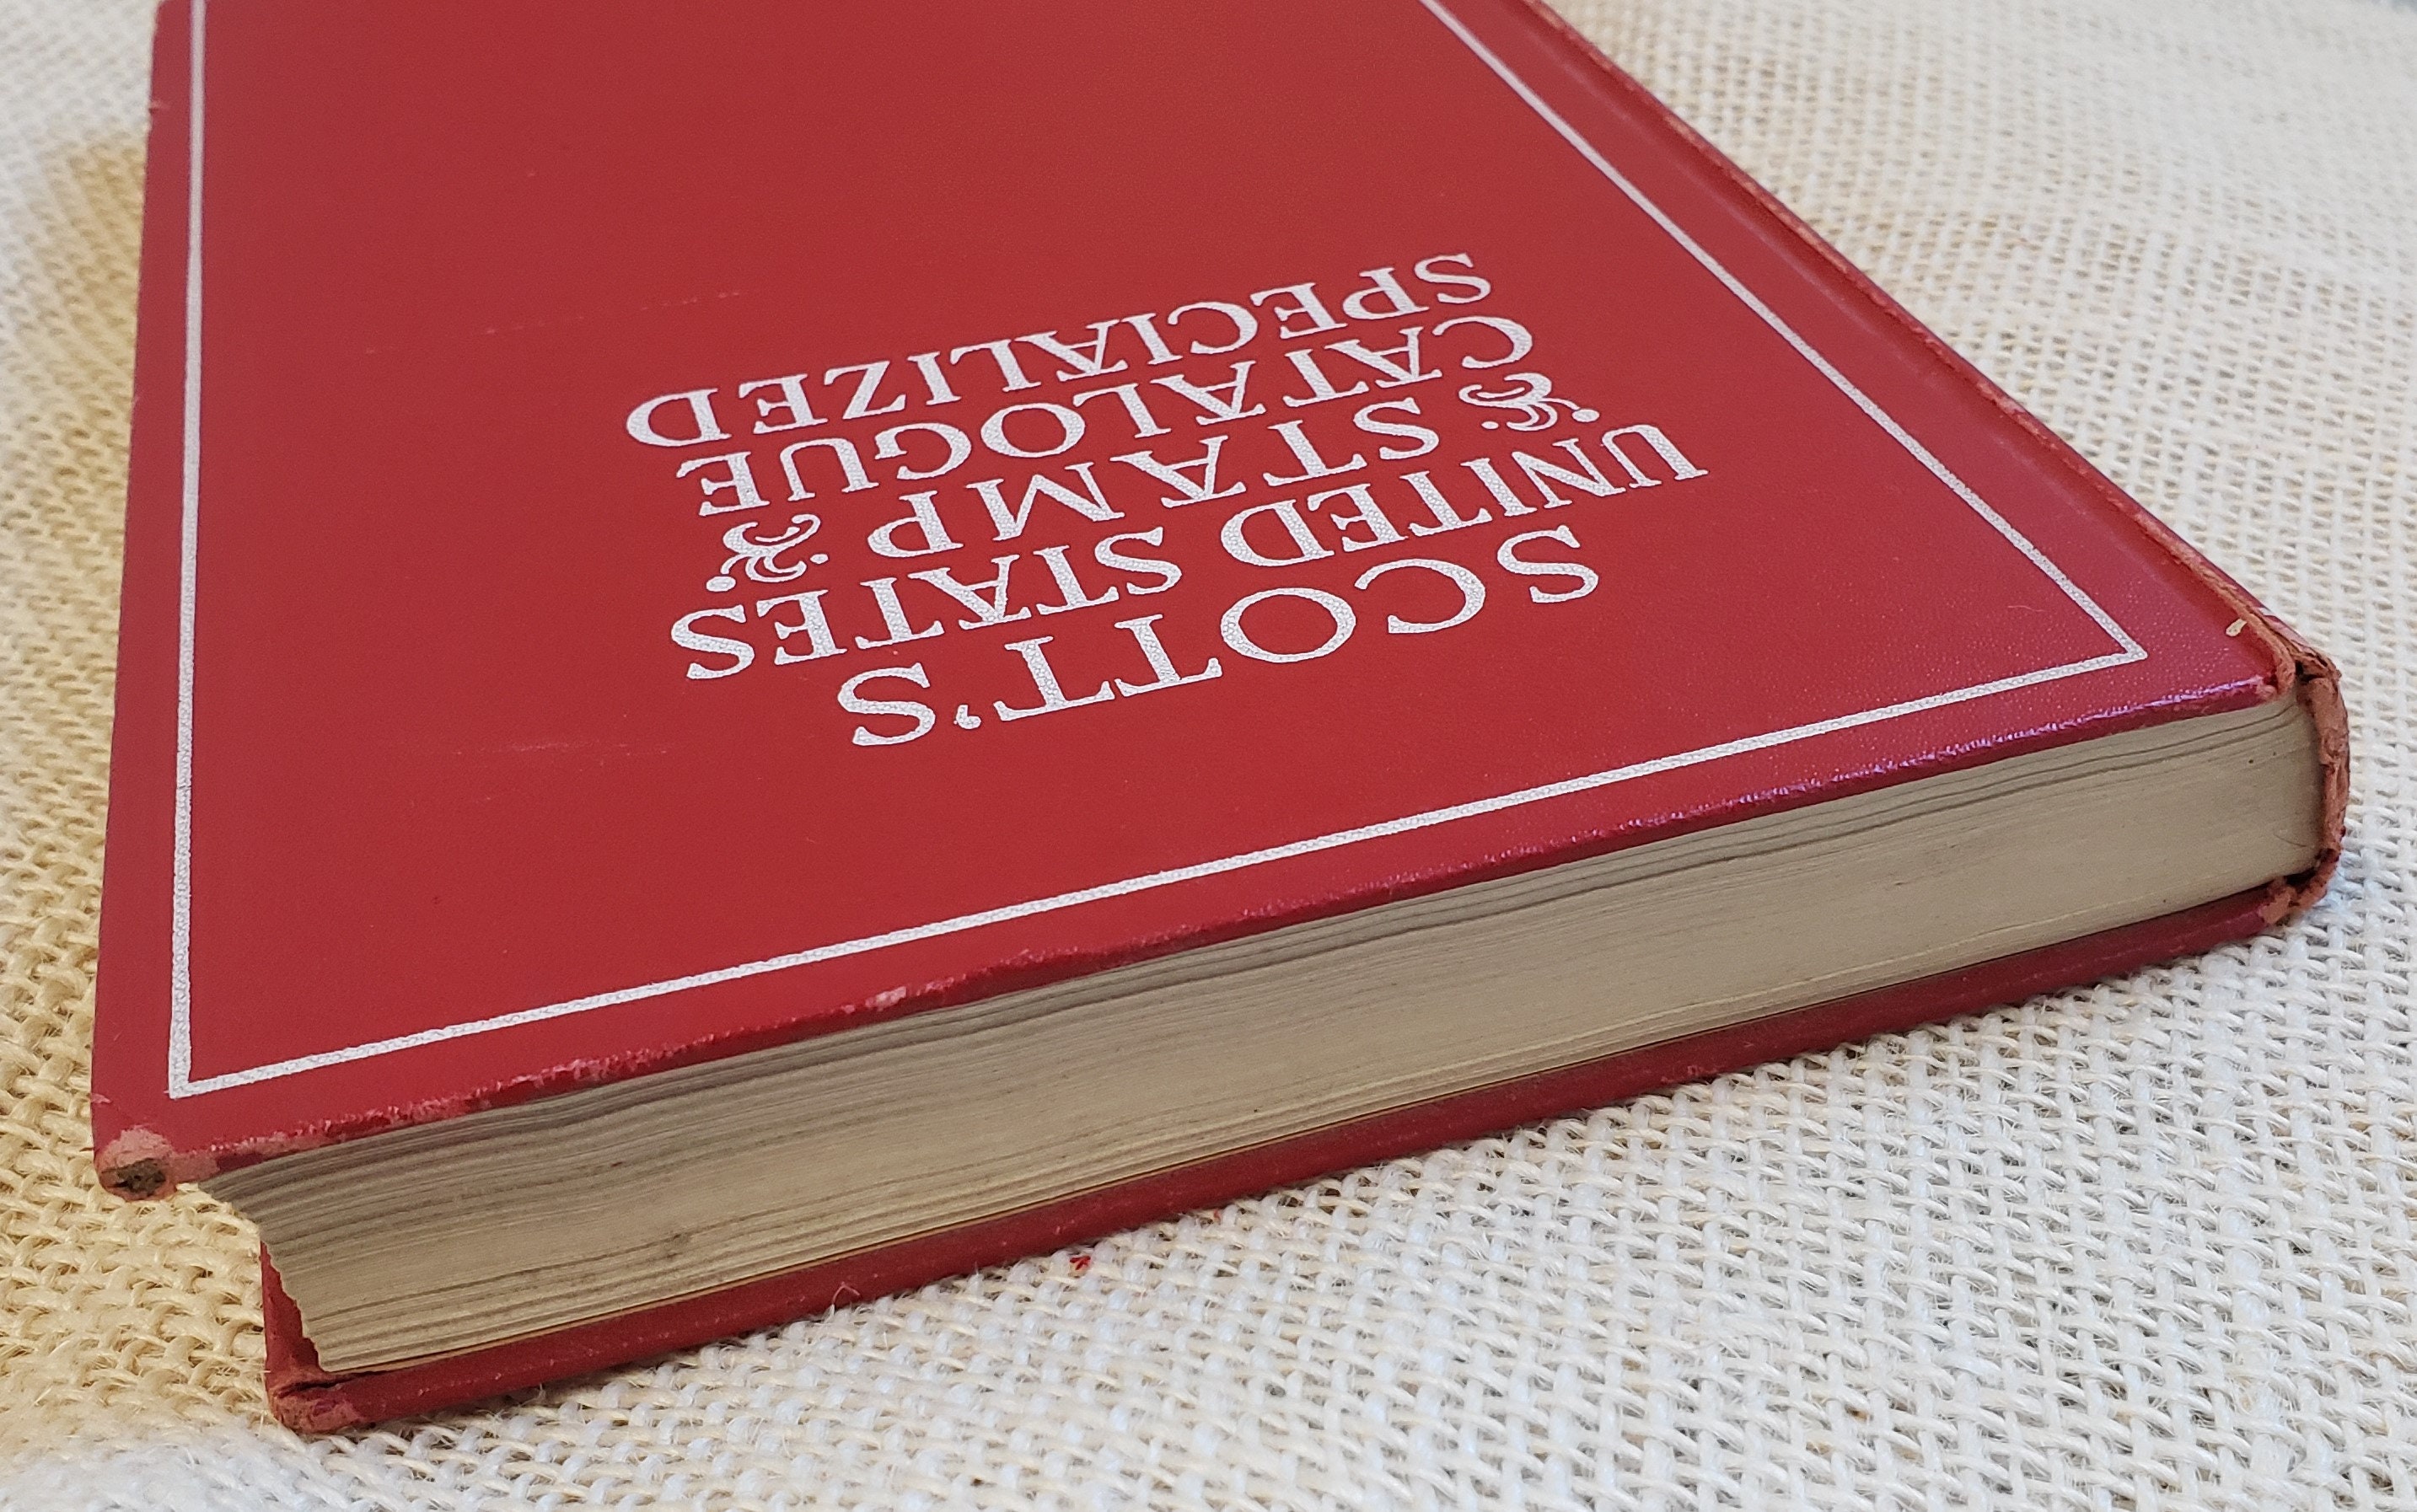 SCOTT'S
UNITED STATES
STAMP
CATALOGUE
SPECIALIZED